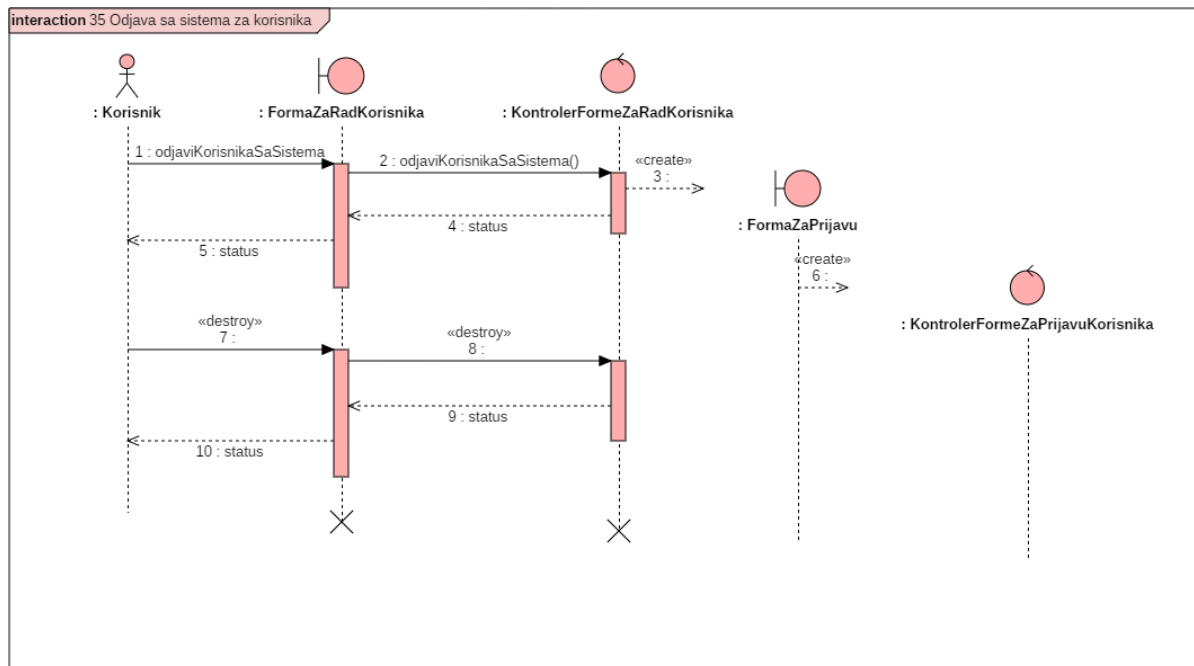 interaction 35 Odjava sa sistema za korisnika
: Korisnik
: FormaZaRadKorisnika
: KontrolerFormeZaRadKorisnika
1 : odjaviKorisnikaSaSistema
2 : odjaviKorisnikaSaSistema()
«create»
3 :
: FormaZaPrijavu
4 : status
5 : status
«create»
6 :
: KontrolerFormeZaPrijavuKorisnika
«destroy»
7 :
«destroy»
8 :
9 : status
10 : status